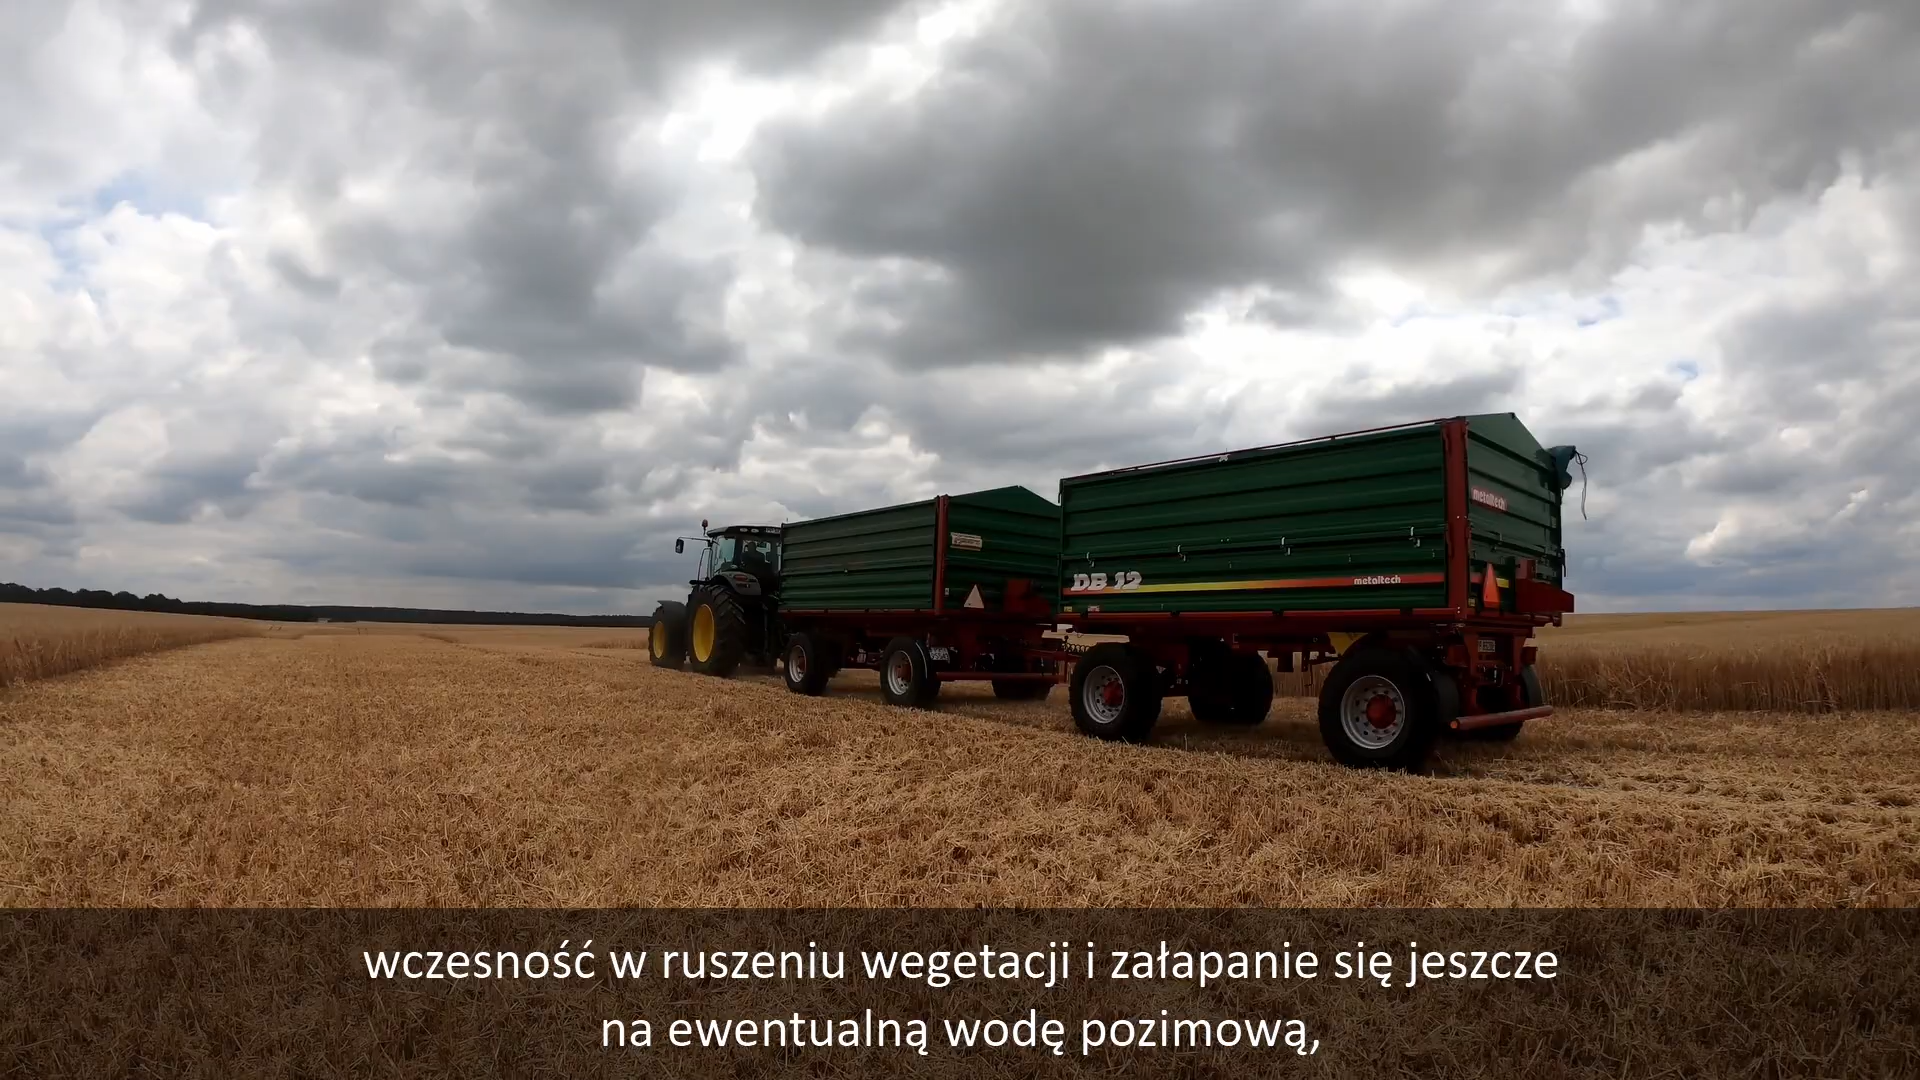 metaltech
DB 12
metaltech
wczesność w ruszeniu wegetacji i załapanie się jeszcze
na ewentualną wodę pozimową,